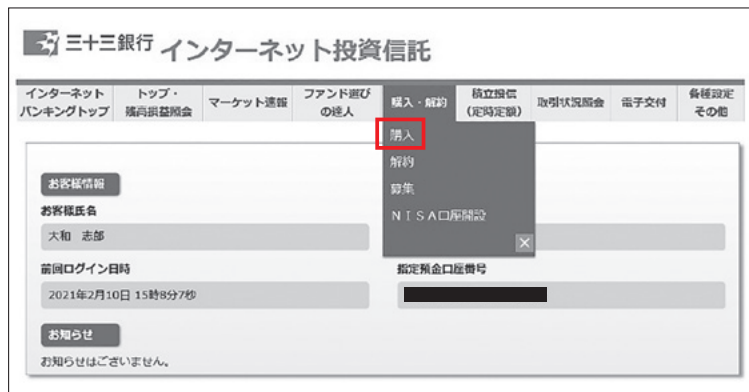 三十三銀行 インターネット投資信託
インターネット
バンキングトップ
トップ・
残高損益照会
マーケット速報
ファンド選び
の達人
購入・解約
積立投信
(定時定額)
取引状況照会
電子交付
各種設定
その他
購入
解約
募集
NISA口座開設
×
お客様情報
お客様氏名
大和 志郎
前回ログイン日時
指定預金口座番号
2021年2月10日 15時8分7秒
お知らせ
お知らせはございません。